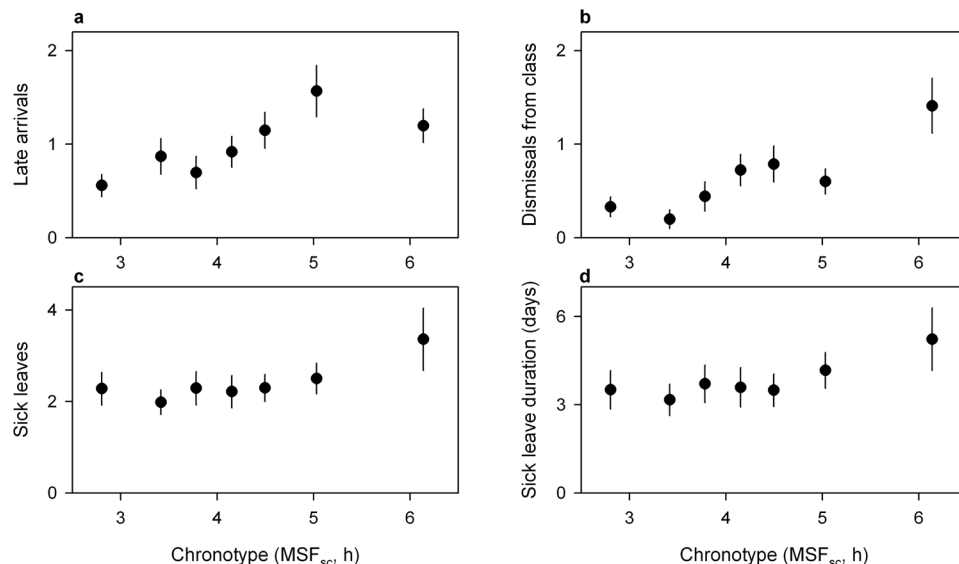 a
b
2
1
0
Late arrivals
3 4 5 6
2
1
0
Dismissals from class
3 4 5 6
c
d
4
2
0
Sick leaves
3 4 5 6
Chronotype (MSFsc, h)
6
3
0
Sick leave duration (days)
3 4 5 6
Chronotype (MSFsc, h)